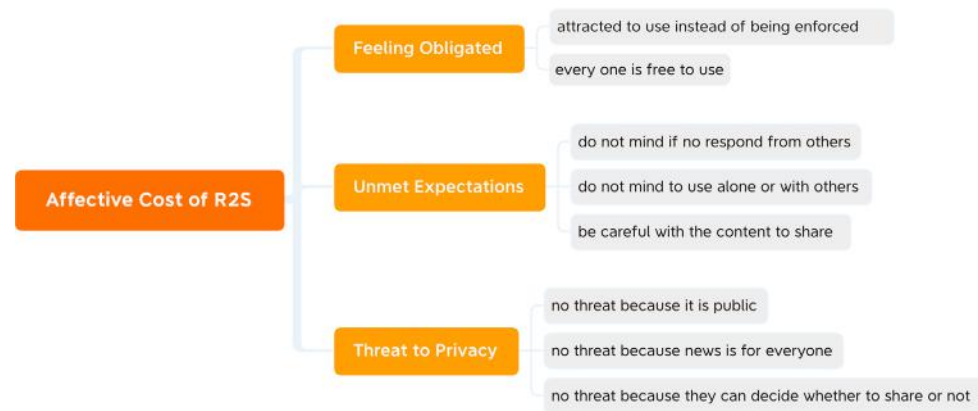 Affective Cost of R2S
Feeling Obligated
attracted to use instead of being enforced
every one is free to use
Unmet Expectations
do not mind if no respond from others
do not mind to use alone or with others
be careful with the content to share
Threat to Privacy
no threat because it is public
no threat because news is for everyone
no threat because they can decide whether to share or not